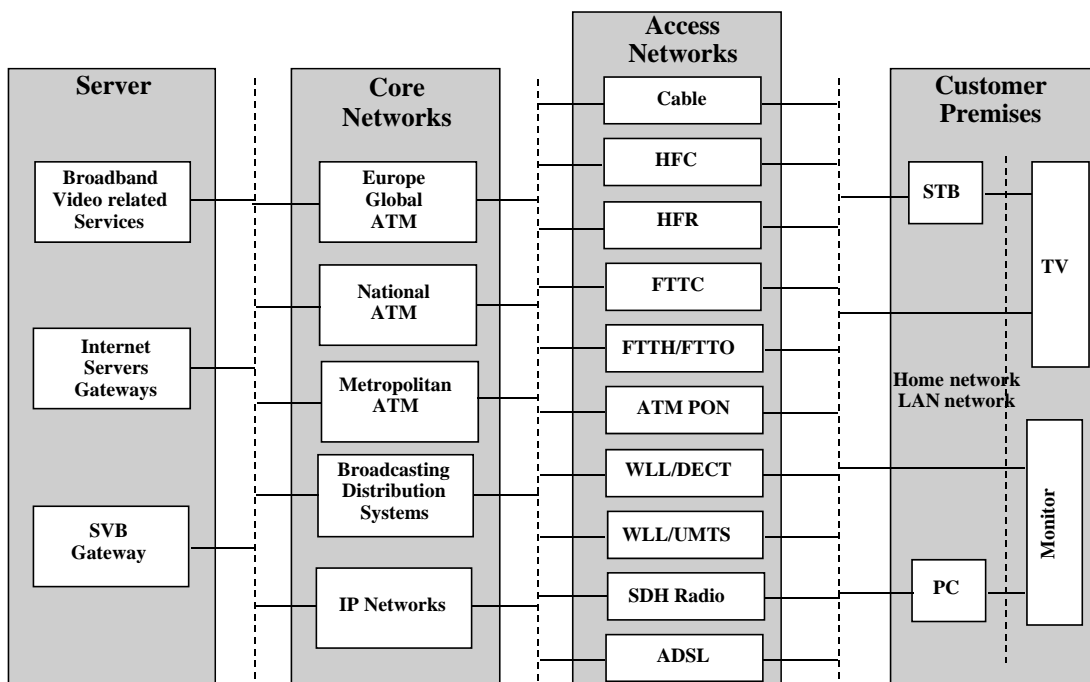 Server
Broadband
Video related
Services
Internet
Servers
Gateways
SVB
Gateway
Core
Networks
Europe
Global
ATM
National
ATM
Metropolitan
ATM
Broadcasting
Distribution
Systems
IP Networks
Access
Networks
Cable
HFC
HFR
FTTC
FTTH/FTTO
ATM PON
WLL/DECT
WLL/UMTS
SDH Radio
ADSL
Customer
Premises
STB
TV
Home network
LAN network
Monitor
PC